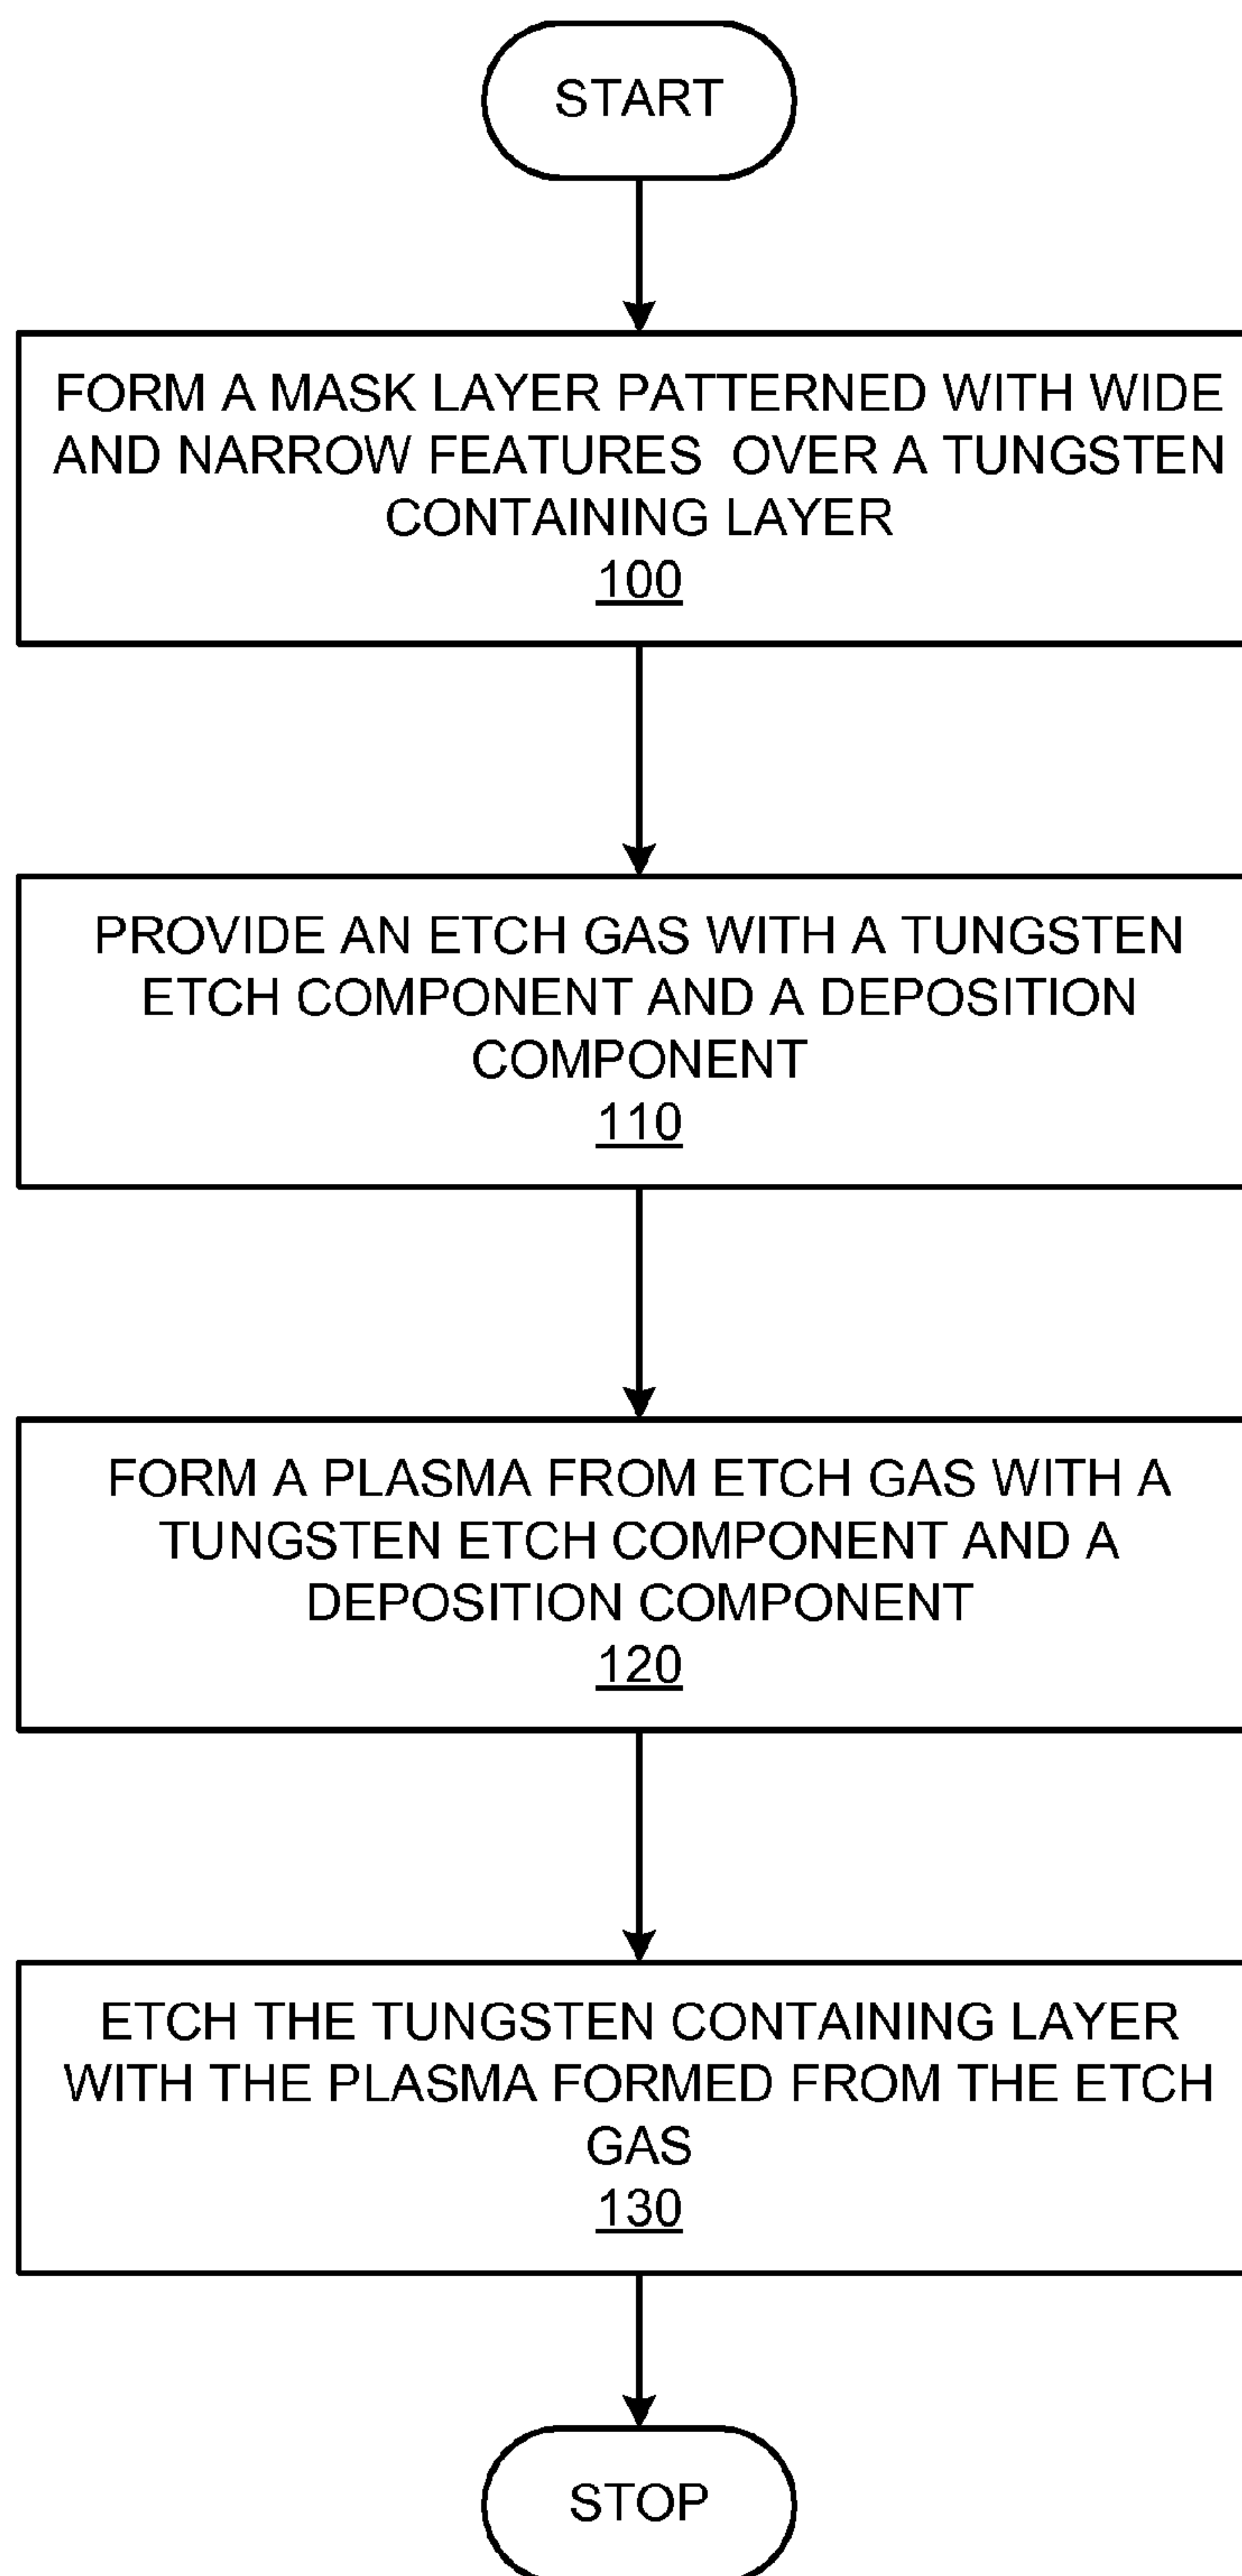 START
FORM A MASK LAYER PATTERNED WITH WIDE
AND NARROW FEATURES OVER A TUNGSTEN
CONTAINING LAYER
100
PROVIDE AN ETCH GAS WITH A TUNGSTEN
ETCH COMPONENT AND A DEPOSITION
COMPONENT
110
FORM A PLASMA FROM ETCH GAS WITH A
TUNGSTEN ETCH COMPONENT AND A
DEPOSITION COMPONENT
120
ETCH THE TUNGSTEN CONTAINING LAYER
WITH THE PLASMA FORMED FROM THE ETCH
GAS
130
STOP